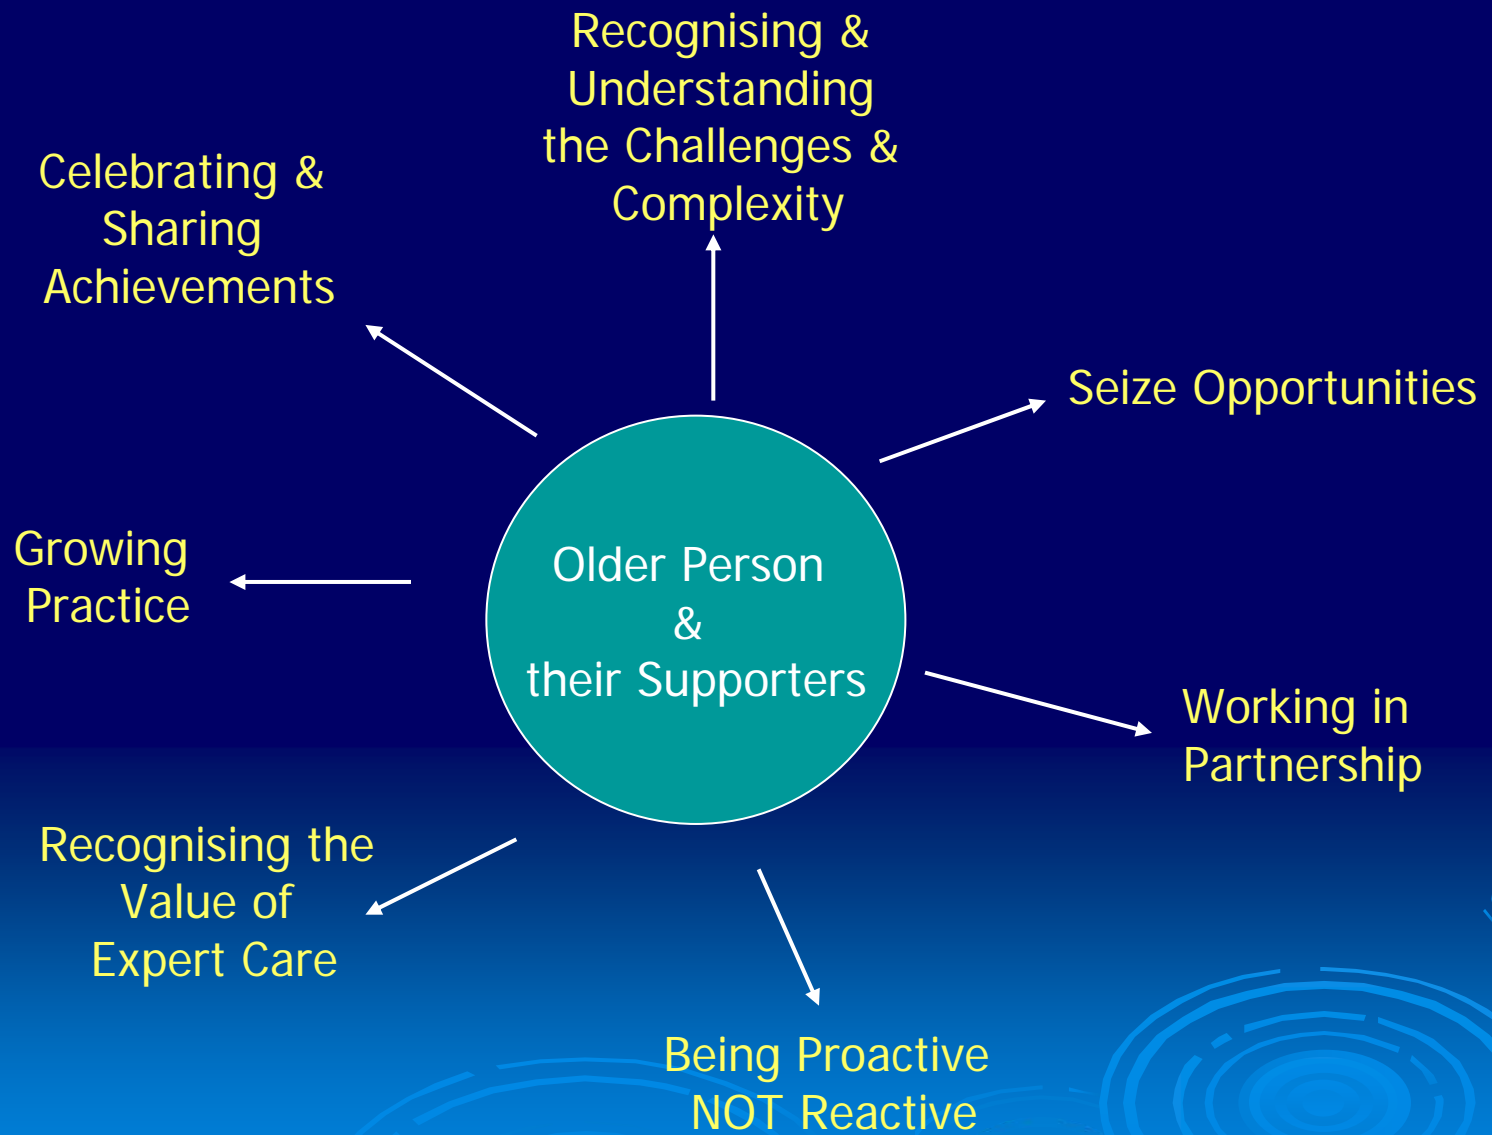 Recognising &
Understanding
the Challenges &
Complexity
Celebrating &
Sharing
Achievements
Seize Opportunities
Growing
Practice
Older Person
&
their Supporters
Working in
Partnership
Recognising the
Value of
Expert Care
Being Proactive
NOT Reactive